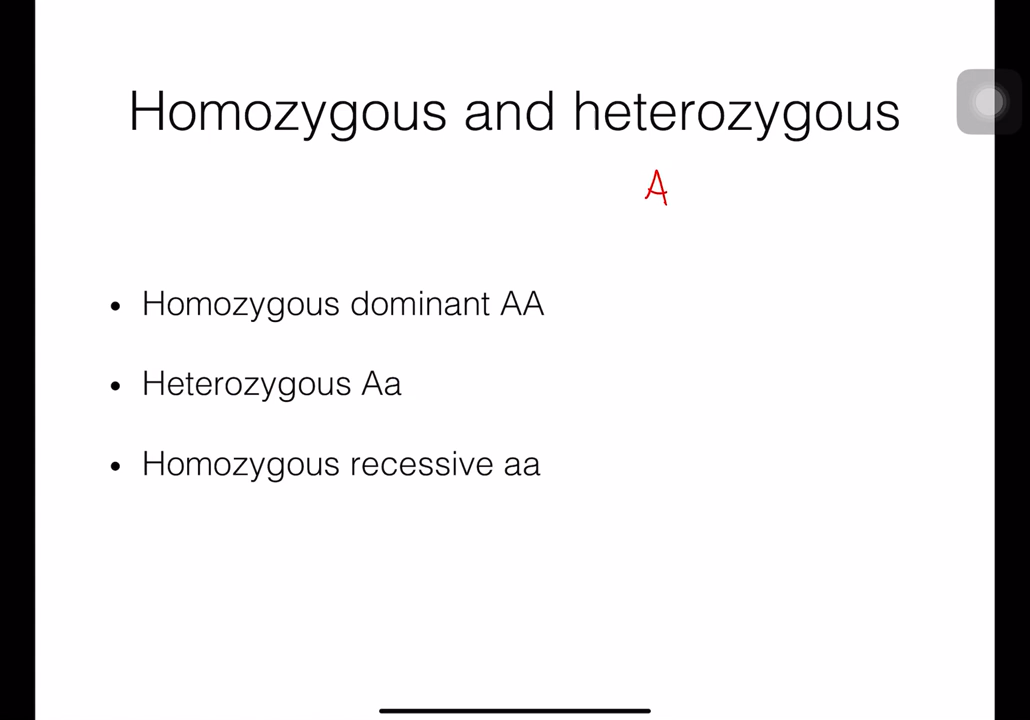 Homozygous and heterozygous
A
• Homozygous dominant AA
• Heterozygous Aa
• Homozygous recessive aa